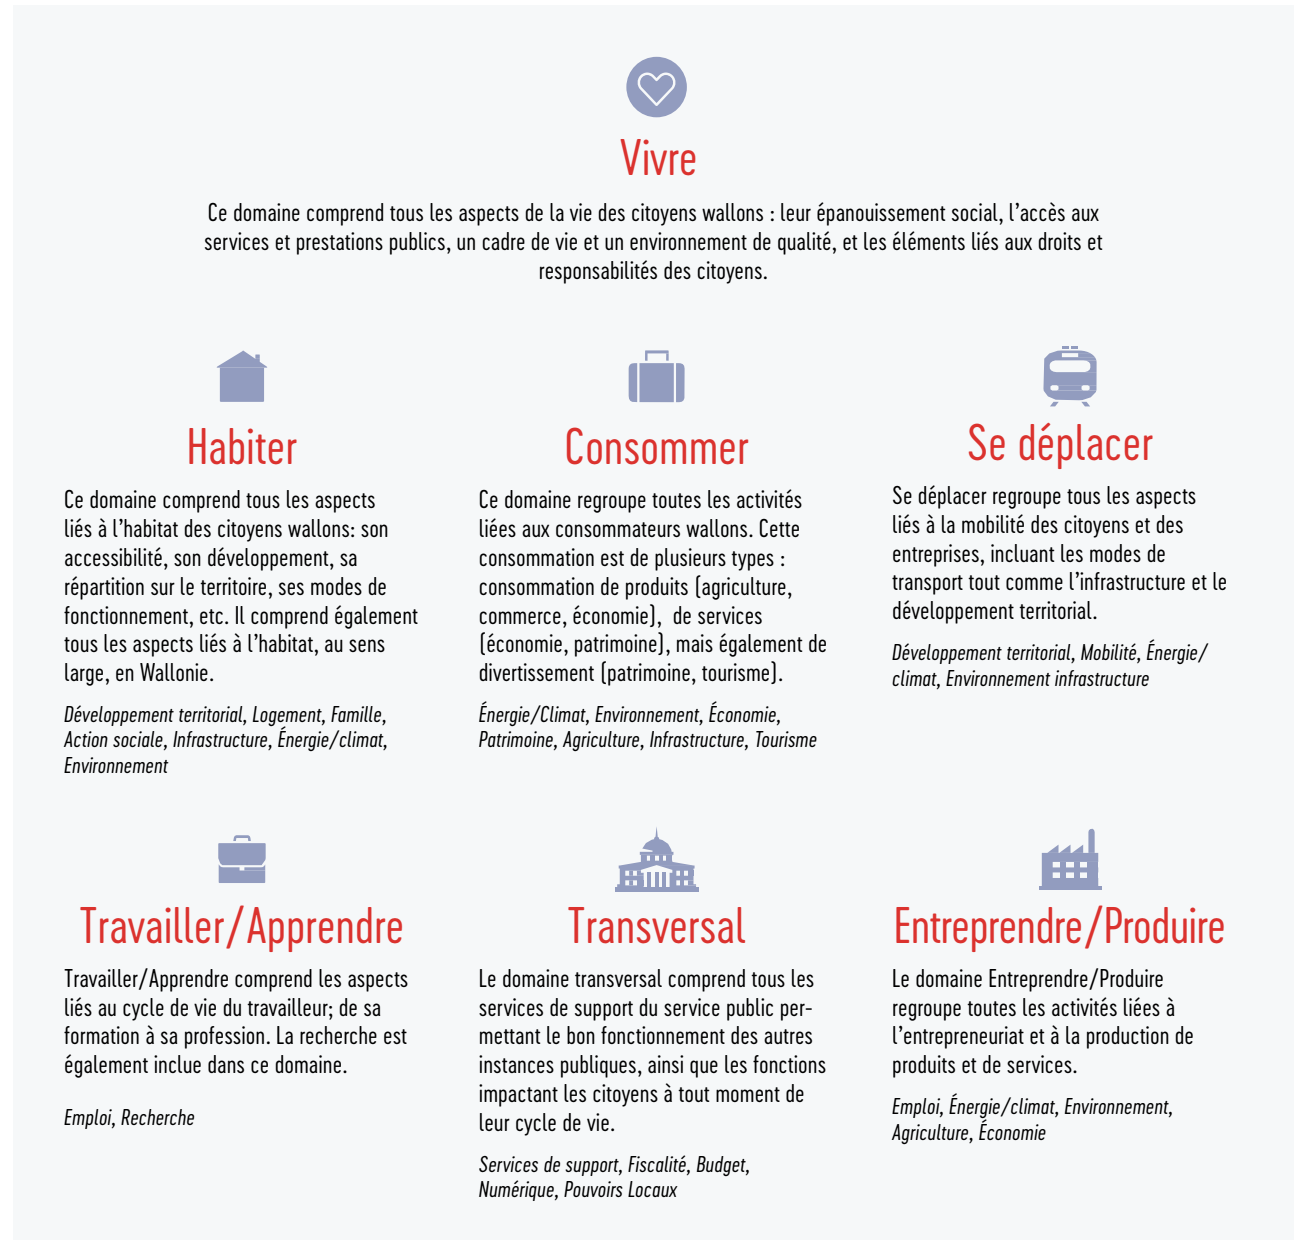 Vivre
Ce domaine comprend tous les aspects de la vie des citoyens wallons : leur épanouissement social, l'accès aux
services et prestations publics, un cadre de vie et un environnement de qualité, et les éléments liés aux droits et
responsabilités des citoyens.
Habiter
Ce domaine comprend tous les aspects
liés à l'habitat des citoyens wallons: son
accessibilité, son développement, sa
répartition sur le territoire, ses modes de
fonctionnement, etc. Il comprend également
tous les aspects liés à l'habitat, au sens
large, en Wallonie.
Développement territorial, Logement, Famille,
Action sociale, Infrastructure, Énergie/climat,
Environnement
Consommer
Ce domaine regroupe toutes les activités
liées aux consommateurs wallons. Cette
consommation est de plusieurs types :
consommation de produits (agriculture,
commerce, économie), de services
(économie, patrimoine), mais également de
divertissement (patrimoine, tourisme).
Énergie/Climat, Environnement, Économie,
Patrimoine, Agriculture, Infrastructure, Tourisme
Se déplacer
Se déplacer regroupe tous les aspects
liés à la mobilité des citoyens et des
entreprises, incluant les modes de
transport tout comme l'infrastructure et le
développement territorial.
Développement territorial, Mobilité, Énergie/
climat, Environnement infrastructure
Travailler/Apprendre
Travailler/Apprendre comprend les aspects
liés au cycle de vie du travailleur; de sa
formation à sa profession. La recherche est
également inclue dans ce domaine.
Emploi, Recherche
Transversal
Le domaine transversal comprend tous les
services de support du service public per-
mettant le bon fonctionnement des autres
instances publiques, ainsi que les fonctions
impactant les citoyens à tout moment de
leur cycle de vie.
Services de support, Fiscalité, Budget,
Numérique, Pouvoirs Locaux
Entreprendre/Produire
Le domaine Entreprendre/Produire
regroupe toutes les activités liées à
l'entrepreneuriat et à la production de
produits et de services.
Emploi, Énergie/climat, Environnement,
Agriculture, Économie